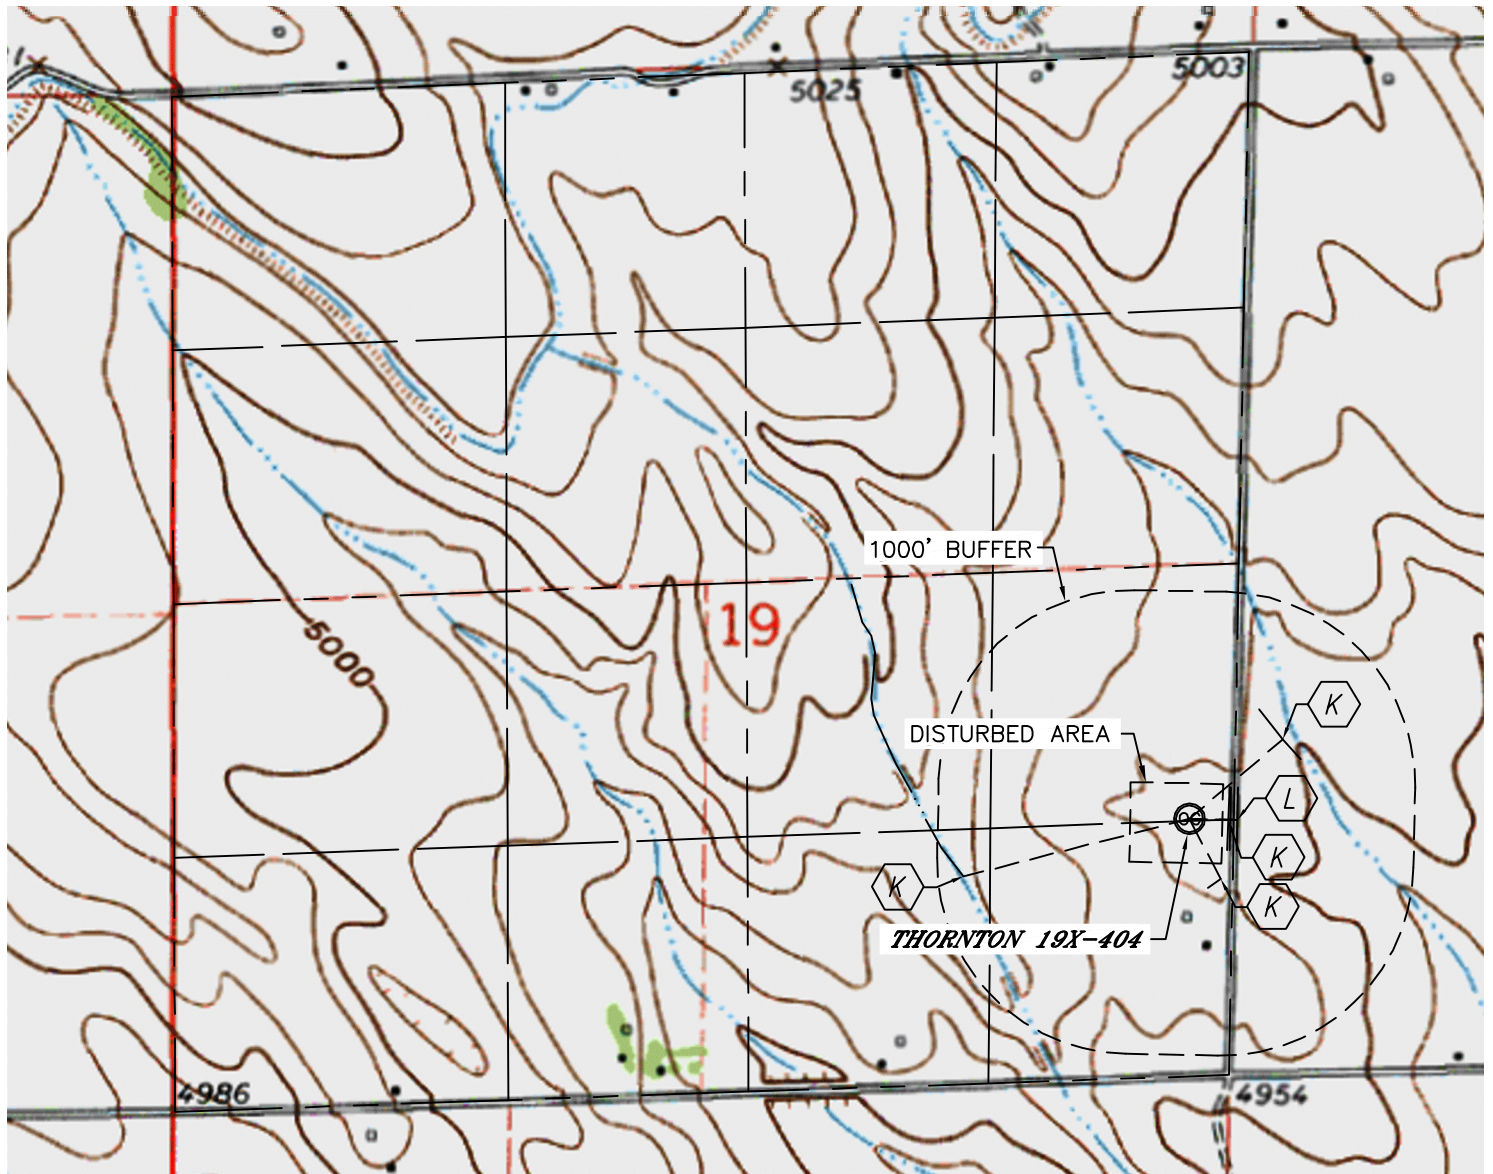 5003
5025
1000' BUFFER
19
5000
K
DISTURBED AREA
L
K
K
K
THORNTON 19X-404
4986
4954